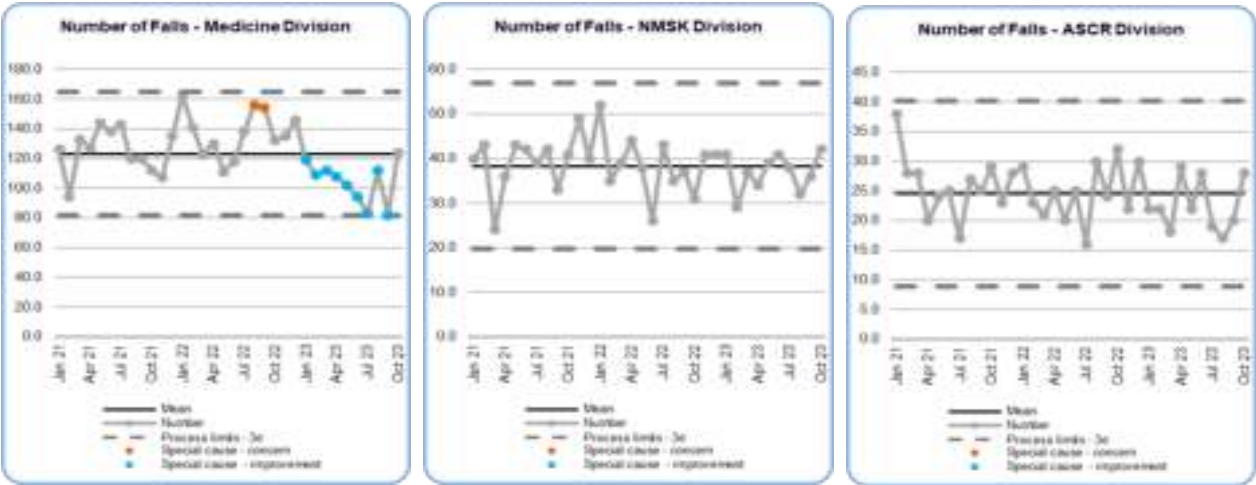 Number of Falls - Medicine Division
180.0
160.0
140.0
120.0
100.0
80.0
60.0
40.0
20.0
0.0
Jan 21
Apr 21
Jul 21
Oct 21
Jan 22
Apr 22
Jul 22
Oct 22
Jan 23
Apr 23
Jul 23
Oct 23
Mean
Number
Process limits - 3σ
Special cause - concern
Special cause - improvement
Number of Falls - NMSK Division
60.0
50.0
40.0
30.0
20.0
10.0
0.0
Jan 21
Apr 21
Jul 21
Oct 21
Jan 22
Apr 22
Jul 22
Oct 22
Jan 23
Apr 23
Jul 23
Oct 23
Mean
Number
Process limits - 3σ
Special cause - concern
Special cause - improvement
Number of Falls - ASCR Division
45.0
40.0
35.0
30.0
25.0
20.0
15.0
10.0
5.0
0.0
Jan 21
Apr 21
Jul 21
Oct 21
Jan 22
Apr 22
Jul 22
Oct 22
Jan 23
Apr 23
Jul 23
Oct 23
Mean
Number
Process limits - 3σ
Special cause - concern
Special cause - improvement